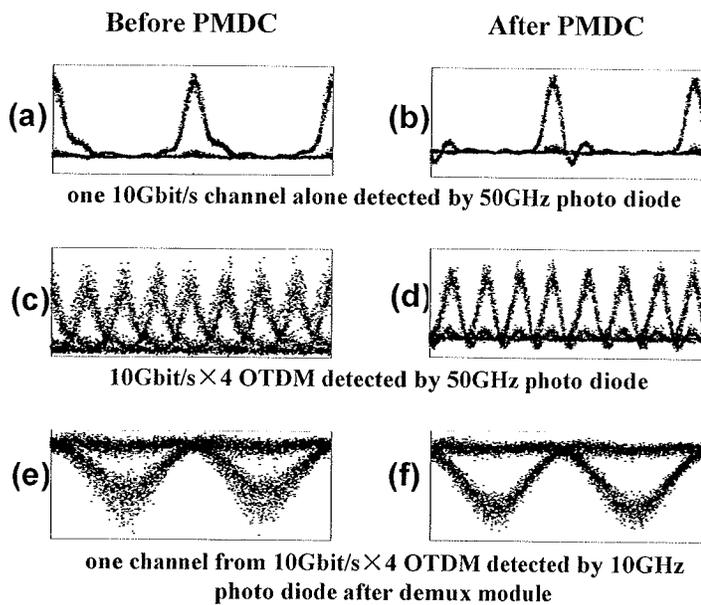 Before PMDC After PMDC
(a) (b)
one 10Gbit/s channel alone detected by 50GHz photo diode
(c) (d)
10Gbit/s×4 OTDM detected by 50GHz photo diode
(e) (f)
one channel from 10Gbit/s×4 OTDM detected by 10GHz
photo diode after demux module